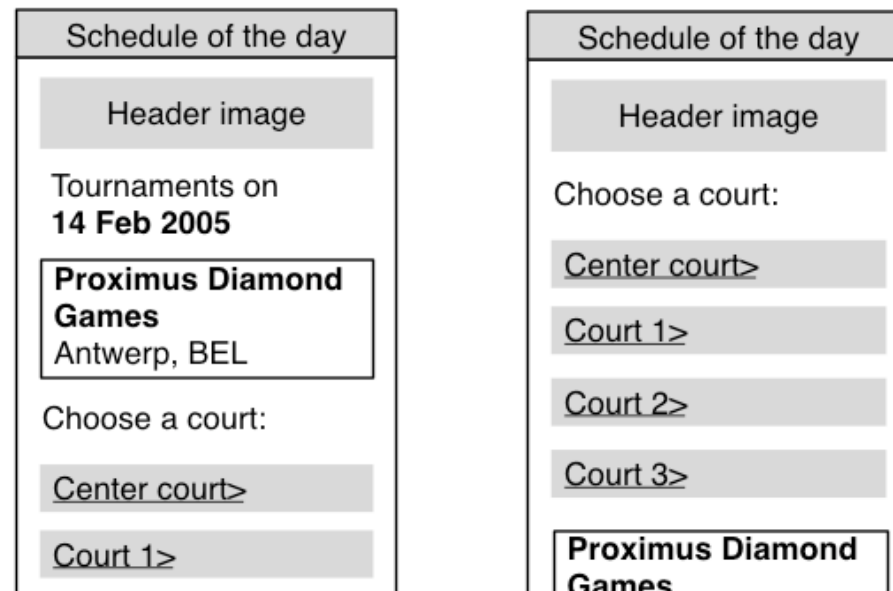 Schedule of the day
Header image
Tournaments on
14 Feb 2005
Proximus Diamond
Games
Antwerp, BEL
Choose a court:
Center court>
Court 1>
Schedule of the day
Header image
Choose a court:
Center court>
Court 1>
Court 2>
Court 3>
Proximus Diamond
Games